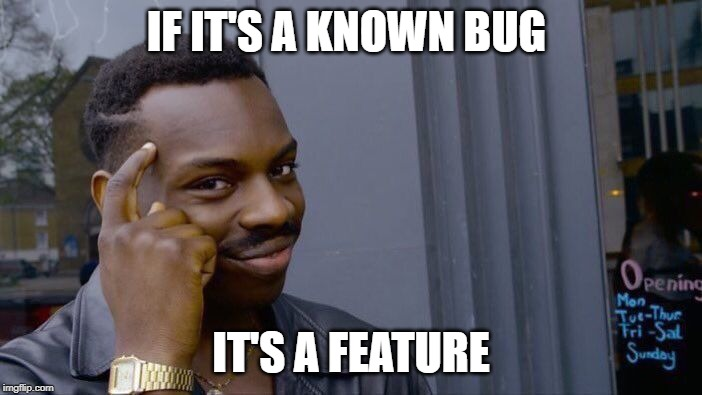 IF IT'S A KNOWN BUG
Opening
Mon
Tue-Thur
Fri-Sat
Sunday
IT'S A FEATURE
imgflip.com